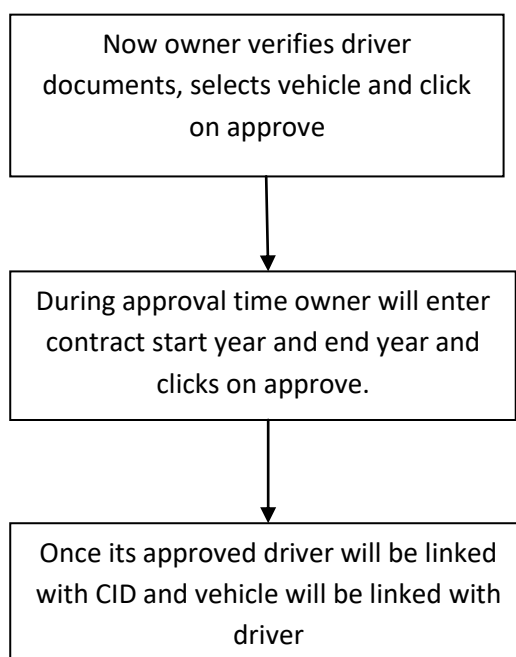 Now owner verifies driver
documents, selects vehicle and click
on approve
During approval time owner will enter
contract start year and end year and
clicks on approve.
Once its approved driver will be linked
with CID and vehicle will be linked with
driver